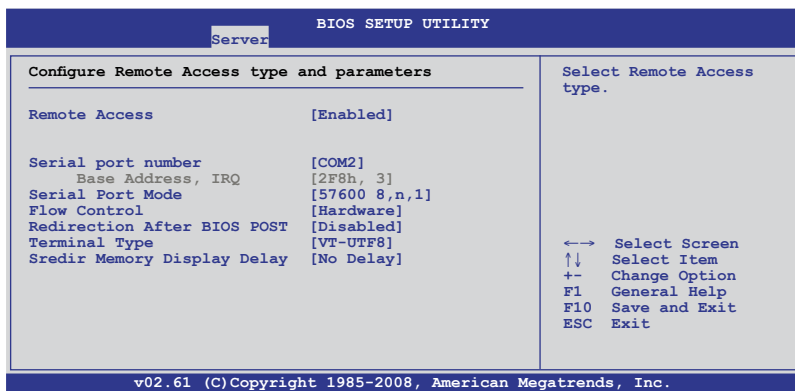 BIOS SETUP UTILITY
Server
Configure Remote Access type and parameters
Remote Access [Enabled]
Serial port number [COM2]
Base Address, IRQ [2F8h, 3]
Serial Port Mode [57600 8,n,1]
Flow Control [Hardware]
Redirection After BIOS POST [Disabled]
Terminal Type [VT-UTF8]
Sredir Memory Display Delay [No Delay]
Select Remote Access
type.
←→ Select Screen
↑↓ Select Item
+- Change Option
F1 General Help
F10 Save and Exit
ESC Exit
v02.61 (C)Copyright 1985-2008, American Megatrends, Inc.